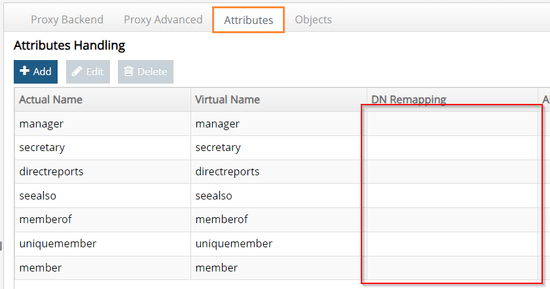 Proxy Backend Proxy Advanced Attributes Objects
Attributes Handling
Add Edit Delete
Actual Name Virtual Name DN Remapping
manager manager
secretary secretary
directreports directreports
seealso seealso
memberof memberof
uniquemember uniquemember
member member